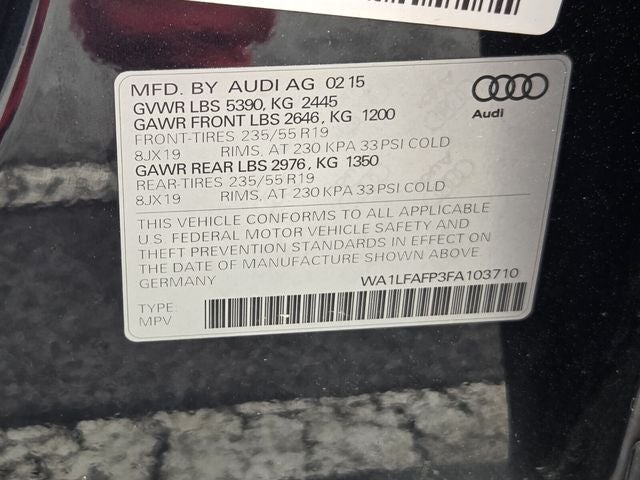 MFD. BY AUDI AG 02 15
GVWR LBS 5390, KG 2445
GAWR FRONT LBS 2646, KG 1200
FRONT-TIRES 235/55 R19
8JX19 RIMS, AT 230 KPA 33 PSI COLD
GAWR REAR LBS 2976, KG 1350
REAR-TIRES 235/55 R19
8JX19 RIMS, AT 230 KPA 33 PSI COLD
THIS VEHICLE CONFORMS TO ALL APPLICABLE
U.S. FEDERAL MOTOR VEHICLE SAFETY AND
THEFT PREVENTION STANDARDS IN EFFECT ON
THE DATE OF MANUFACTURE SHOWN ABOVE.
GERMANY WA1LFAFP3FA103710
TYPE:
MPV
Audi